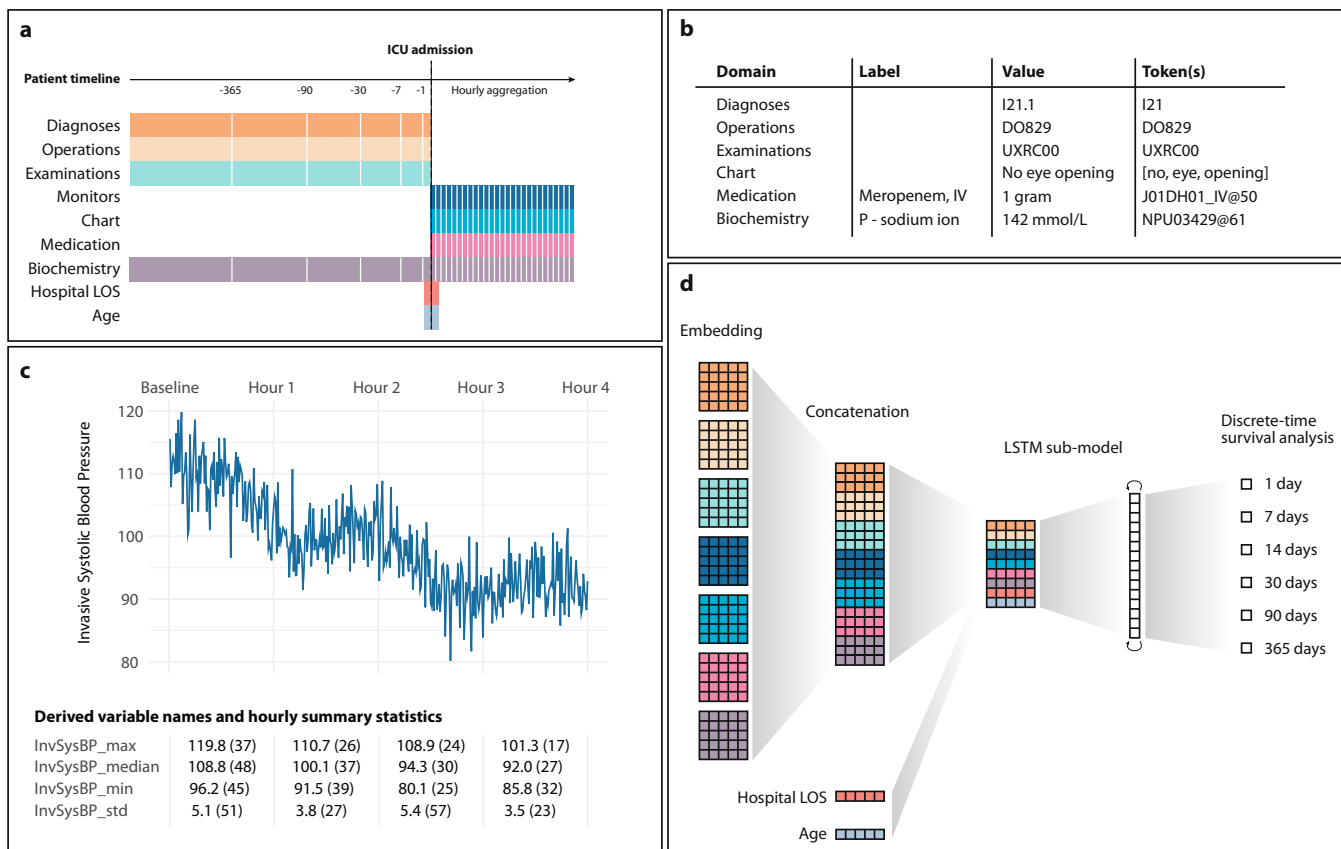 a
ICU admission
Patient timeline
-365 -90 -30 -7 -1 Hourly aggregation
Diagnoses
Operations
Examinations
Monitors
Chart
Medication
Biochemistry
Hospital LOS
Age
b
Domain Label Value Token(s)
Diagnoses I21.1 I21
Operations DO829 DO829
Examinations UXRC00 UXRC00
Chart No eye opening [no, eye, opening]
Medication Meropenem, IV 1 gram J01DH01_IV@50
Biochemistry P - sodium ion 142 mmol/L NPU03429@61
c
Baseline Hour 1 Hour 2 Hour 3 Hour 4
Invasive Systolic Blood Pressure
120
110
100
90
80
Derived variable names and hourly summary statistics
InvSysBP_max 119.8 (37) 110.7 (26) 108.9 (24) 101.3 (17)
InvSysBP_median 108.8 (48) 100.1 (37) 94.3 (30) 92.0 (27)
InvSysBP_min 96.2 (45) 91.5 (39) 80.1 (25) 85.8 (32)
InvSysBP_std 5.1 (51) 3.8 (27) 5.4 (57) 3.5 (23)
d
Embedding
Concatenation
LSTM sub-model
Discrete-time
survival analysis
1 day
7 days
14 days
30 days
90 days
365 days
Hospital LOS
Age